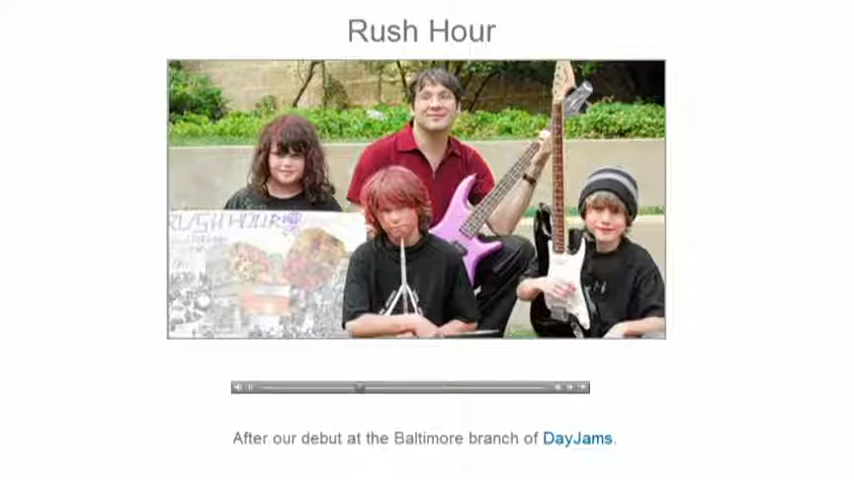 Rush Hour
RUSH HOUR
After our debut at the Baltimore branch of DayJams.